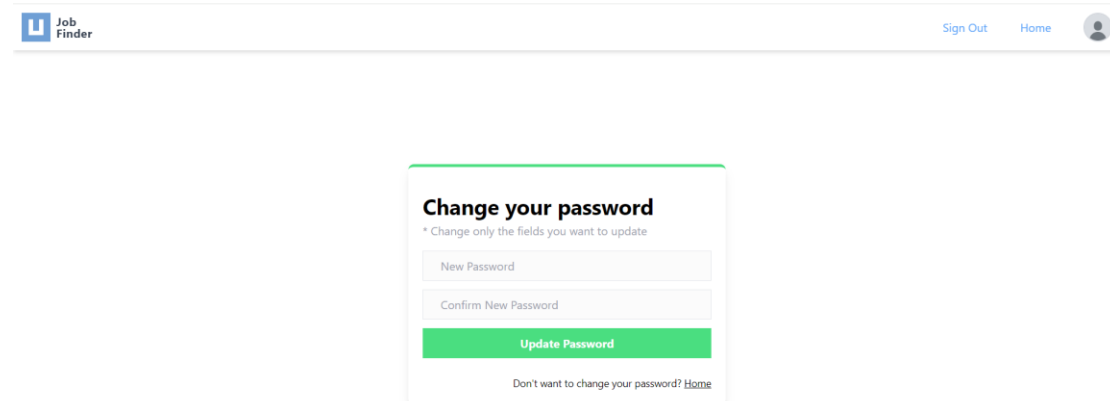 U
Job
Finder
Sign Out
Home
Change your password
* Change only the fields you want to update
New Password
Confirm New Password
Update Password
Don't want to change your password? Home